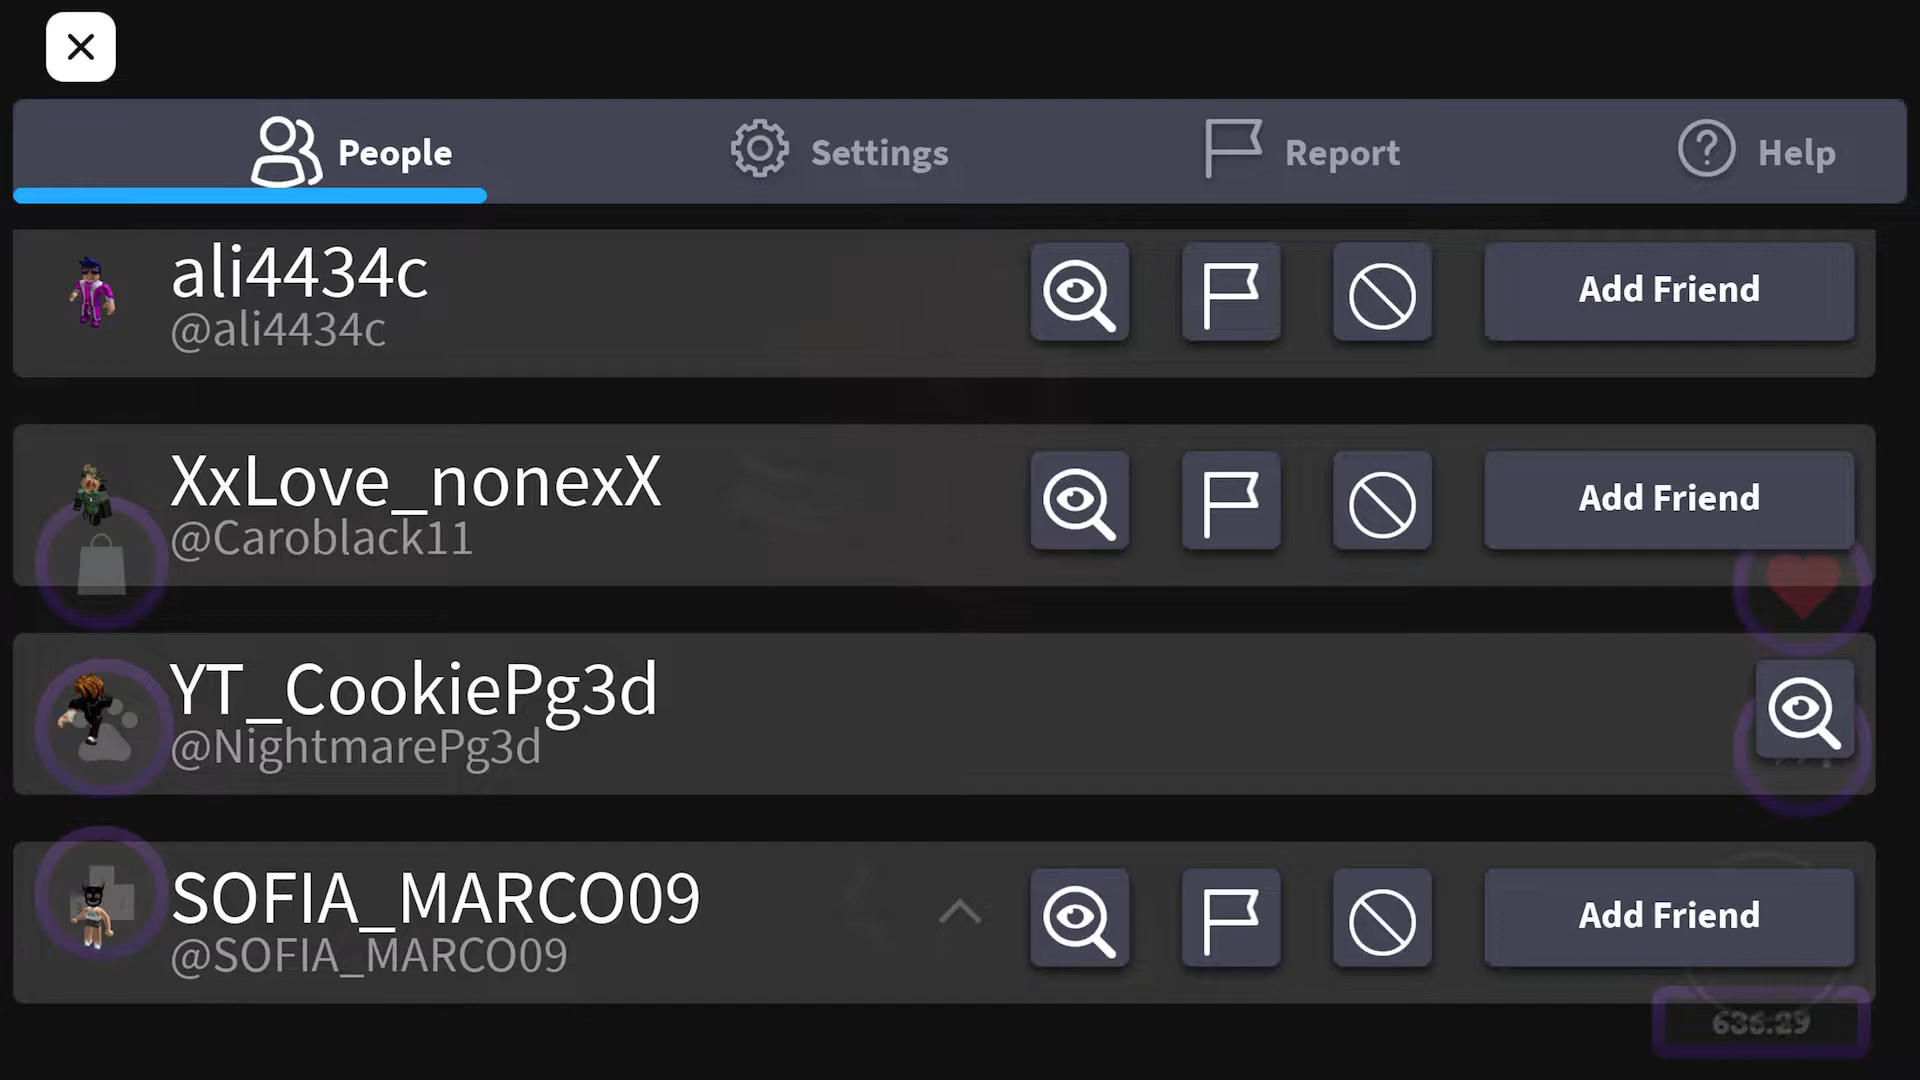 People
Settings
Report
Help
ali4434c
@ali4434c
Add Friend
XxLove_nonexX
@Caroblack11
Add Friend
YT_CookiePg3d
@NightmarePg3d
SOFIA_MARCO09
@SOFIA_MARCO09
Add Friend
636.29